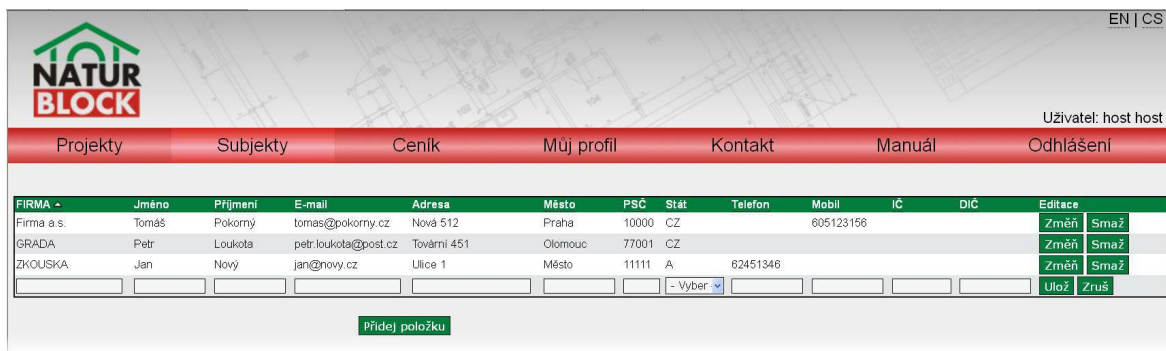 EN | CS
NATUR
BLOCK
Uživatel: host host
Projekty Subjekty Ceník Můj profil Kontakt Manuál Odhlášení
FIRMA Jméno Příjmení E-mail Adresa Město PSČ Stát Telefon Mobil IČ DIČ Editace
Firma a.s. Tomáš Pokorný tomas@pokorny.cz Nová 512 Praha 10000 CZ 605123156 Změň Smaž
GRADA Petr Loukota petr.loukota@post.cz Tovární 451 Olomouc 77001 CZ Změň Smaž
ZKOUSKA Jan Nový jan@novy.cz Ulice 1 Město 11111 A 62451346 Změň Smaž
- Vyber - Ulož Zruš
Přidej položku